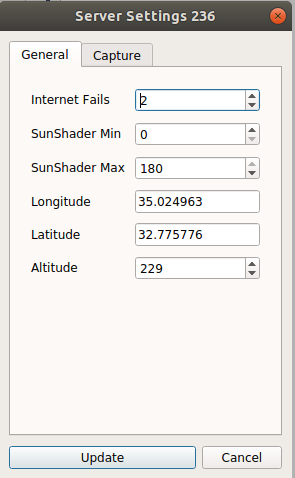 Server Settings 236
General Capture
Internet Fails 2
SunShader Min 0
SunShader Max 180
Longitude 35.024963
Latitude 32.775776
Altitude 229
Update Cancel